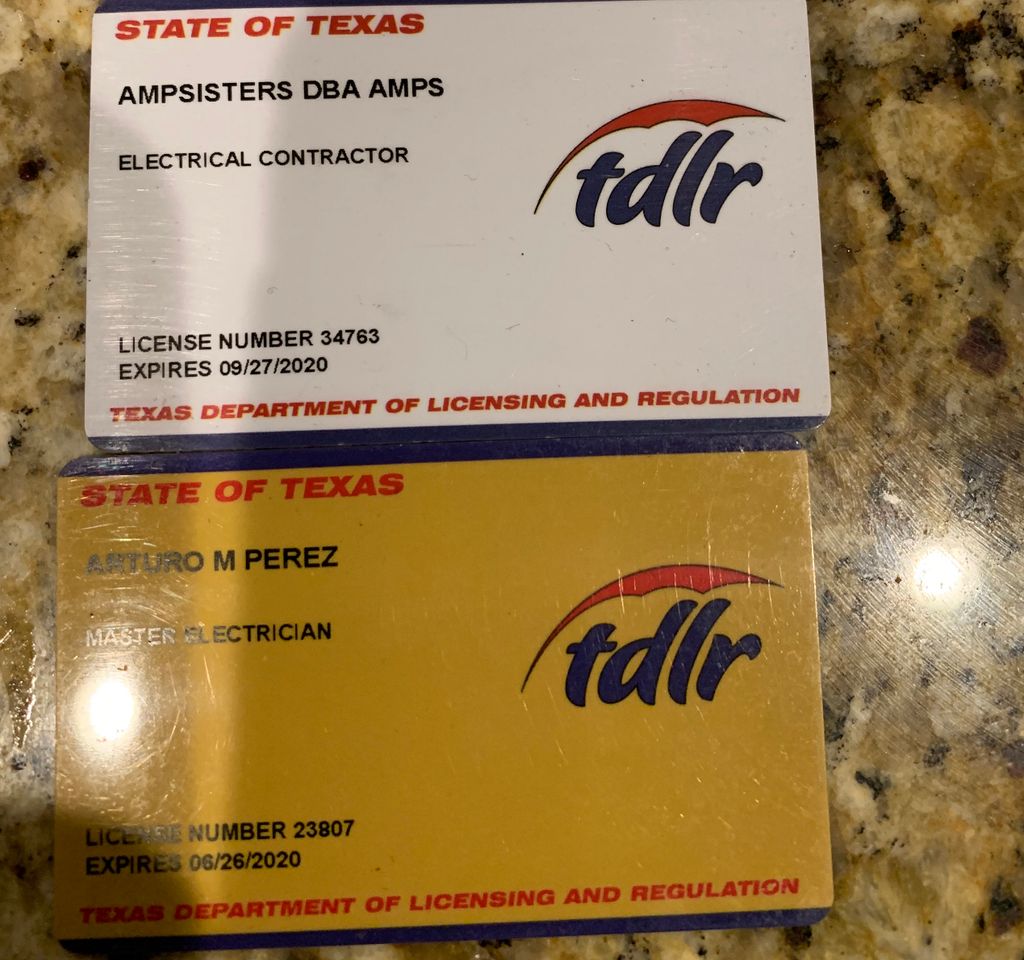 STATE OF TEXAS
AMPSISTERS DBA AMPS
ELECTRICAL CONTRACTOR
tdlr
LICENSE NUMBER 34763
EXPIRES 09/27/2020
TEXAS DEPARTMENT OF LICENSING AND REGULATION
STATE OF TEXAS
ARTURO M PEREZ
MASTER ELECTRICIAN
tdlr
LICENSE NUMBER 23807
EXPIRES 06/26/2020
TEXAS DEPARTMENT OF LICENSING AND REGULATION